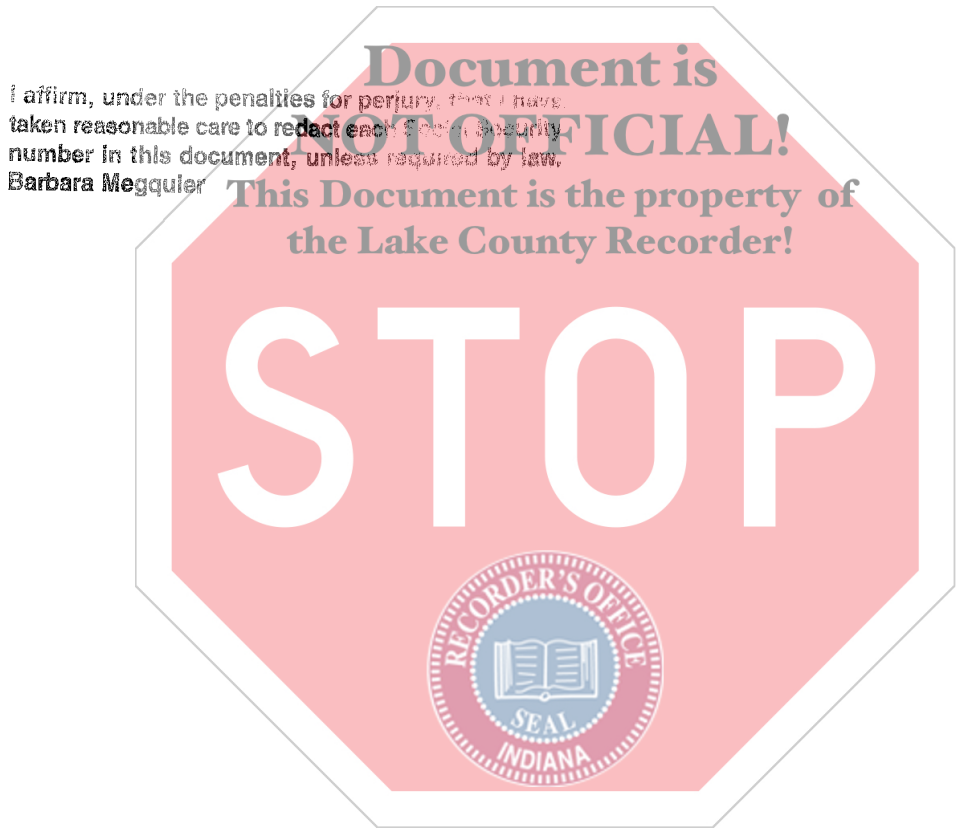 Document is
I affirm, under the penalties for perjury, that I have
taken reasonable care to redact each Social Security
NOT OFFICIAL!
number in this document, unless required by law.
Barbara Megquier
This Document is the property of
the Lake County Recorder!
STOP
RECORDER'S OFFICE
SEAL
INDIANA